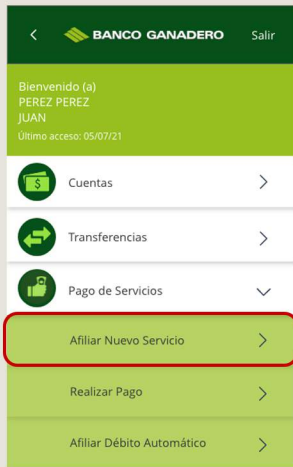 BANCO GANADERO Salir
Bienvenido (a)
PEREZ PEREZ
JUAN
Último acceso: 05/07/21
Cuentas
Transferencias
Pago de Servicios
Afiliar Nuevo Servicio
Realizar Pago
Afiliar Débito Automático